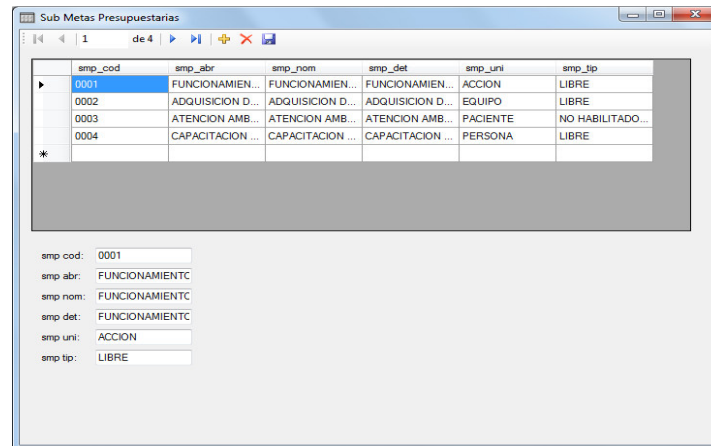 Sub Metas Presupuestarias
1 de 4
smp_cod smp_abr smp_nom smp_det smp_uni smp_tip
0001 FUNCIONAMIEN... FUNCIONAMIEN... FUNCIONAMIEN... ACCION LIBRE
0002 ADQUISICION D... ADQUISICION D... ADQUISICION D... EQUIPO LIBRE
0003 ATENCION AMB... ATENCION AMB... ATENCION AMB... PACIENTE NO HABILITADO...
0004 CAPACITACION ... CAPACITACION ... CAPACITACION ... PERSONA LIBRE
smp cod: 0001
smp abr: FUNCIONAMIENTO
smp nom: FUNCIONAMIENTO
smp det: FUNCIONAMIENTO
smp uni: ACCION
smp tip: LIBRE